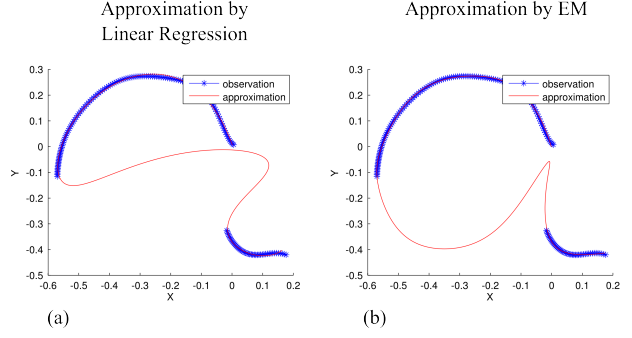 Approximation by
Linear Regression
Approximation by EM
0.3
0.2
0.1
0
-0.1
-0.2
-0.3
-0.4
-0.5
Y
observation
approximation
-0.6
-0.5
-0.4
-0.3
-0.2
-0.1
0
0.1
0.2
X
(a)
0.3
0.2
0.1
0
-0.1
-0.2
-0.3
-0.4
-0.5
Y
observation
approximation
-0.6
-0.5
-0.4
-0.3
-0.2
-0.1
0
0.1
0.2
X
(b)